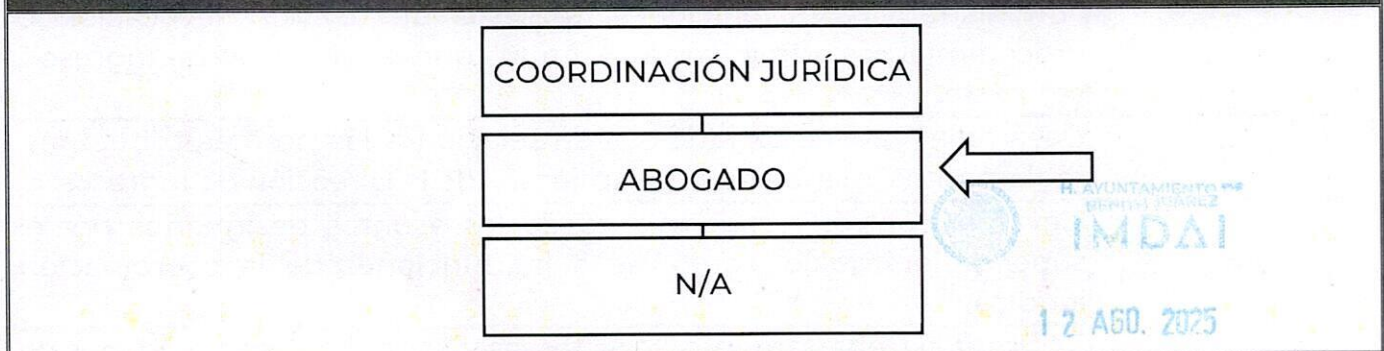 COORDINACIÓN JURÍDICA
ABOGADO
H. AYUNTAMIENTO DE
BENITO JUÁREZ
IMDAI
N/A
12 AGO. 2025